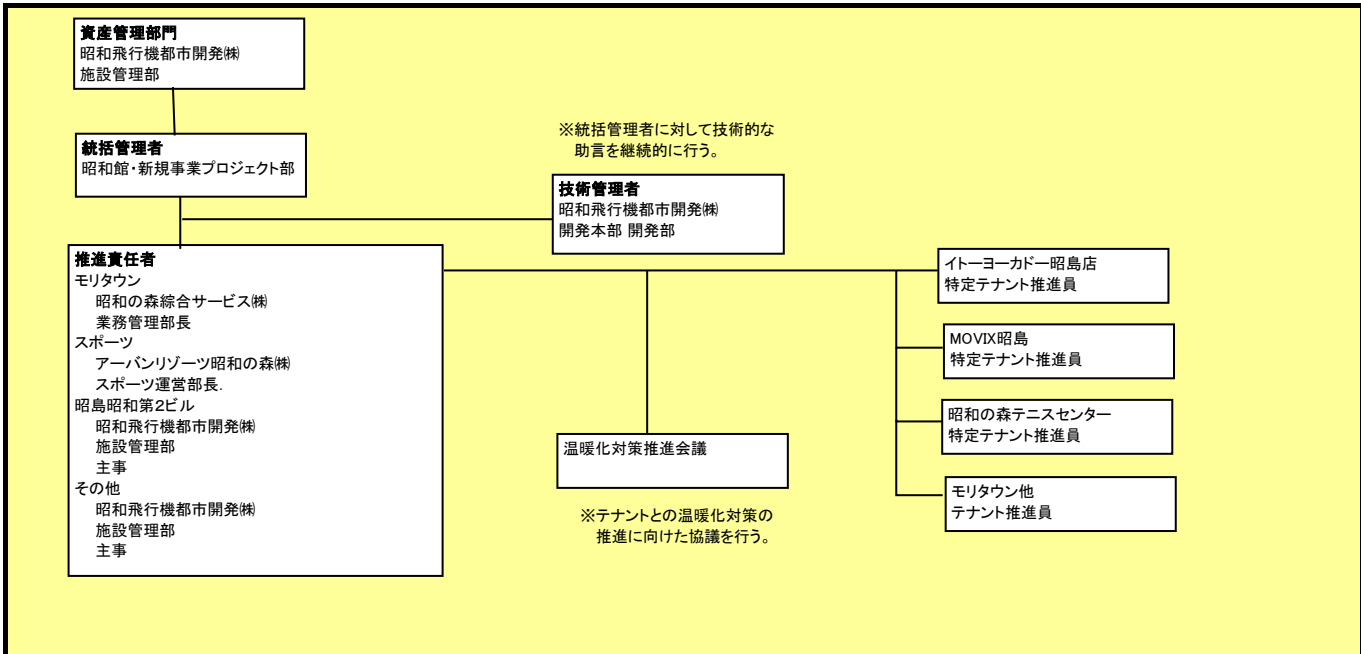 資産管理部門
昭和飛行機都市開発㈱
施設管理部
統括管理者
昭和館・新規事業プロジェクト部
※統括管理者に対して技術的な
助言を継続的に行う。
技術管理者
昭和飛行機都市開発㈱
開発本部 開発部
推進責任者
モリタウン
昭和の森綜合サービス㈱
業務管理部長
スポーツ
アーバンリゾーツ昭和の森㈱
スポーツ運営部長.
昭島昭和第2ビル
昭和飛行機都市開発㈱
施設管理部
主事
その他
昭和飛行機都市開発㈱
施設管理部
主事
温暖化対策推進会議
※テナントとの温暖化対策の
推進に向けた協議を行う。
イトーヨーカドー昭島店
特定テナント推進員
MOVIX昭島
特定テナント推進員
昭和の森テニスセンター
特定テナント推進員
モリタウン他
テナント推進員